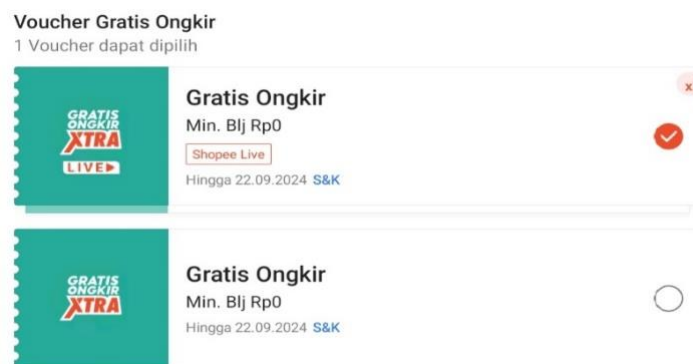 Voucher Gratis Ongkir
1 Voucher dapat dipilih
GRATIS
ONGKIR
XTRA
LIVE
Gratis Ongkir
Min. Blj Rp0
Shopee Live
Hingga 22.09.2024 S&K
x
GRATIS
ONGKIR
XTRA
Gratis Ongkir
Min. Blj Rp0
Hingga 22.09.2024 S&K